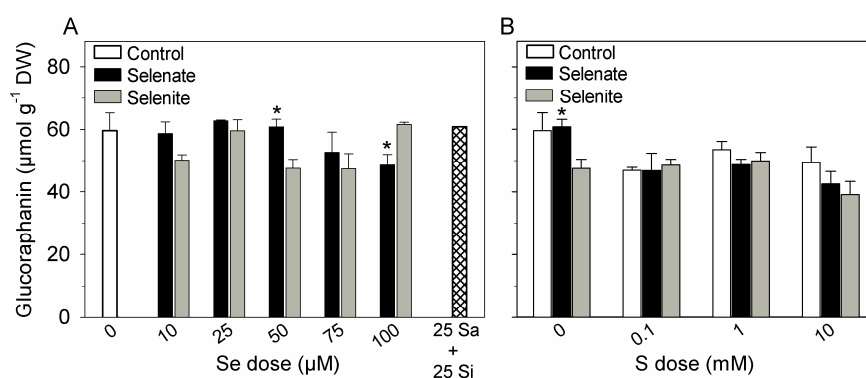 A
Glucoraphanin (µmol g⁻¹ DW)
80
60
40
20
0
Control
Selenate
Selenite
*
*
0
10
25
50
75
100
25 Sa
+
25 Si
Se dose (µM)
B
Control
Selenate
Selenite
*
0
0.1
1
10
S dose (mM)